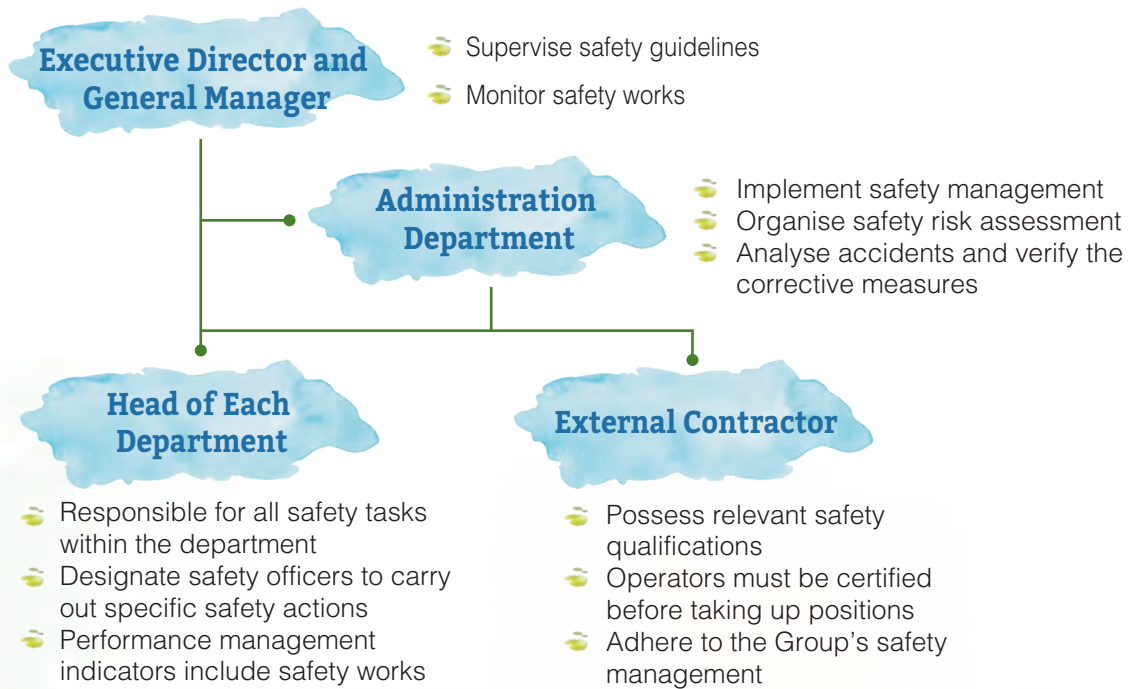 Executive Director and
General Manager
Supervise safety guidelines
Monitor safety works
Administration
Department
Implement safety management
Organise safety risk assessment
Analyse accidents and verify the
corrective measures
Head of Each
Department
Responsible for all safety tasks
within the department
Designate safety officers to carry
out specific safety actions
Performance management
indicators include safety works
External Contractor
Possess relevant safety
qualifications
Operators must be certified
before taking up positions
Adhere to the Group's safety
management